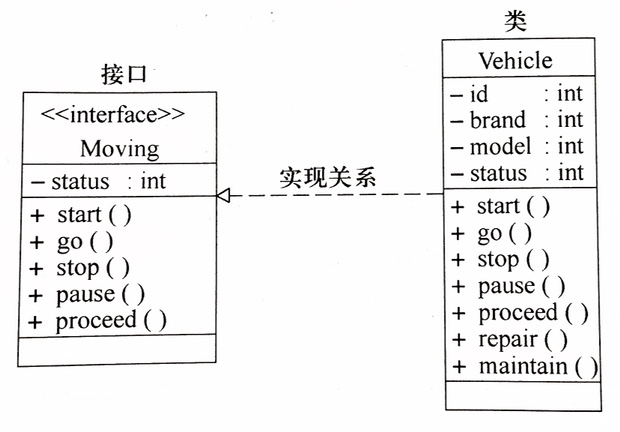 接口
<<interface>>
Moving
− status : int
+ start ( )
+ go ( )
+ stop ( )
+ pause ( )
+ proceed ( )
实现关系
类
Vehicle
− id : int
− brand : int
− model : int
− status : int
+ start ( )
+ go ( )
+ stop ( )
+ pause ( )
+ proceed ( )
+ repair ( )
+ maintain ( )